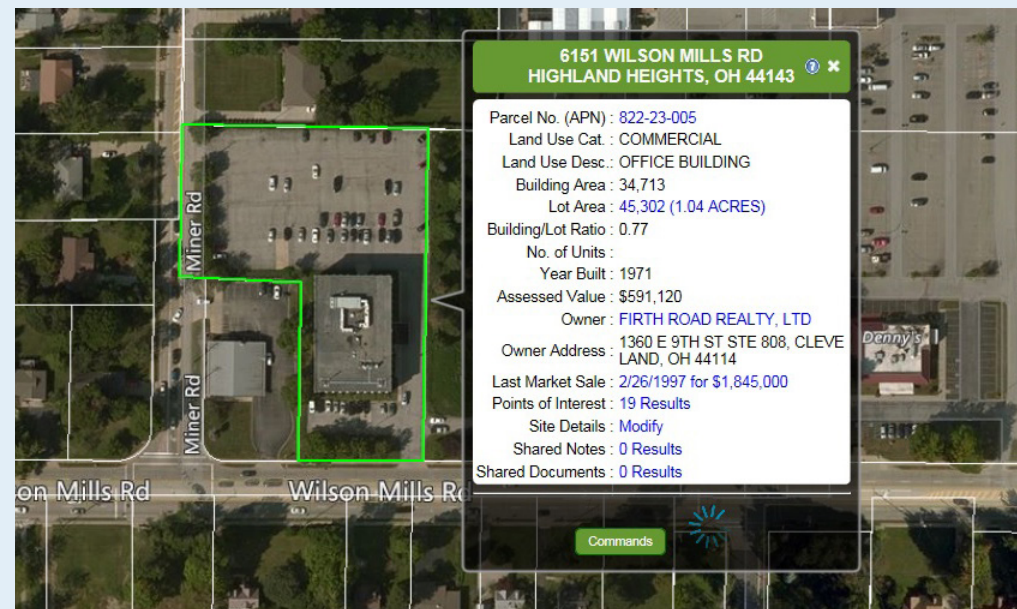 6151 WILSON MILLS RD
HIGHLAND HEIGHTS, OH 44143
Parcel No. (APN) : 822-23-005
Land Use Cat. : COMMERCIAL
Land Use Desc.: OFFICE BUILDING
Building Area : 34,713
Lot Area : 45,302 (1.04 ACRES)
Building/Lot Ratio : 0.77
No. of Units :
Year Built : 1971
Assessed Value : $591,120
Owner : FIRTH ROAD REALTY, LTD
Owner Address : 1360 E 9TH ST STE 808, CLEVE
LAND, OH 44114
Last Market Sale : 2/26/1997 for $1,845,000
Points of Interest : 19 Results
Site Details : Modify
Shared Notes : 0 Results
Shared Documents : 0 Results
Commands
Miner Rd
Miner Rd
on Mills Rd
Wilson Mills Rd
Denny's